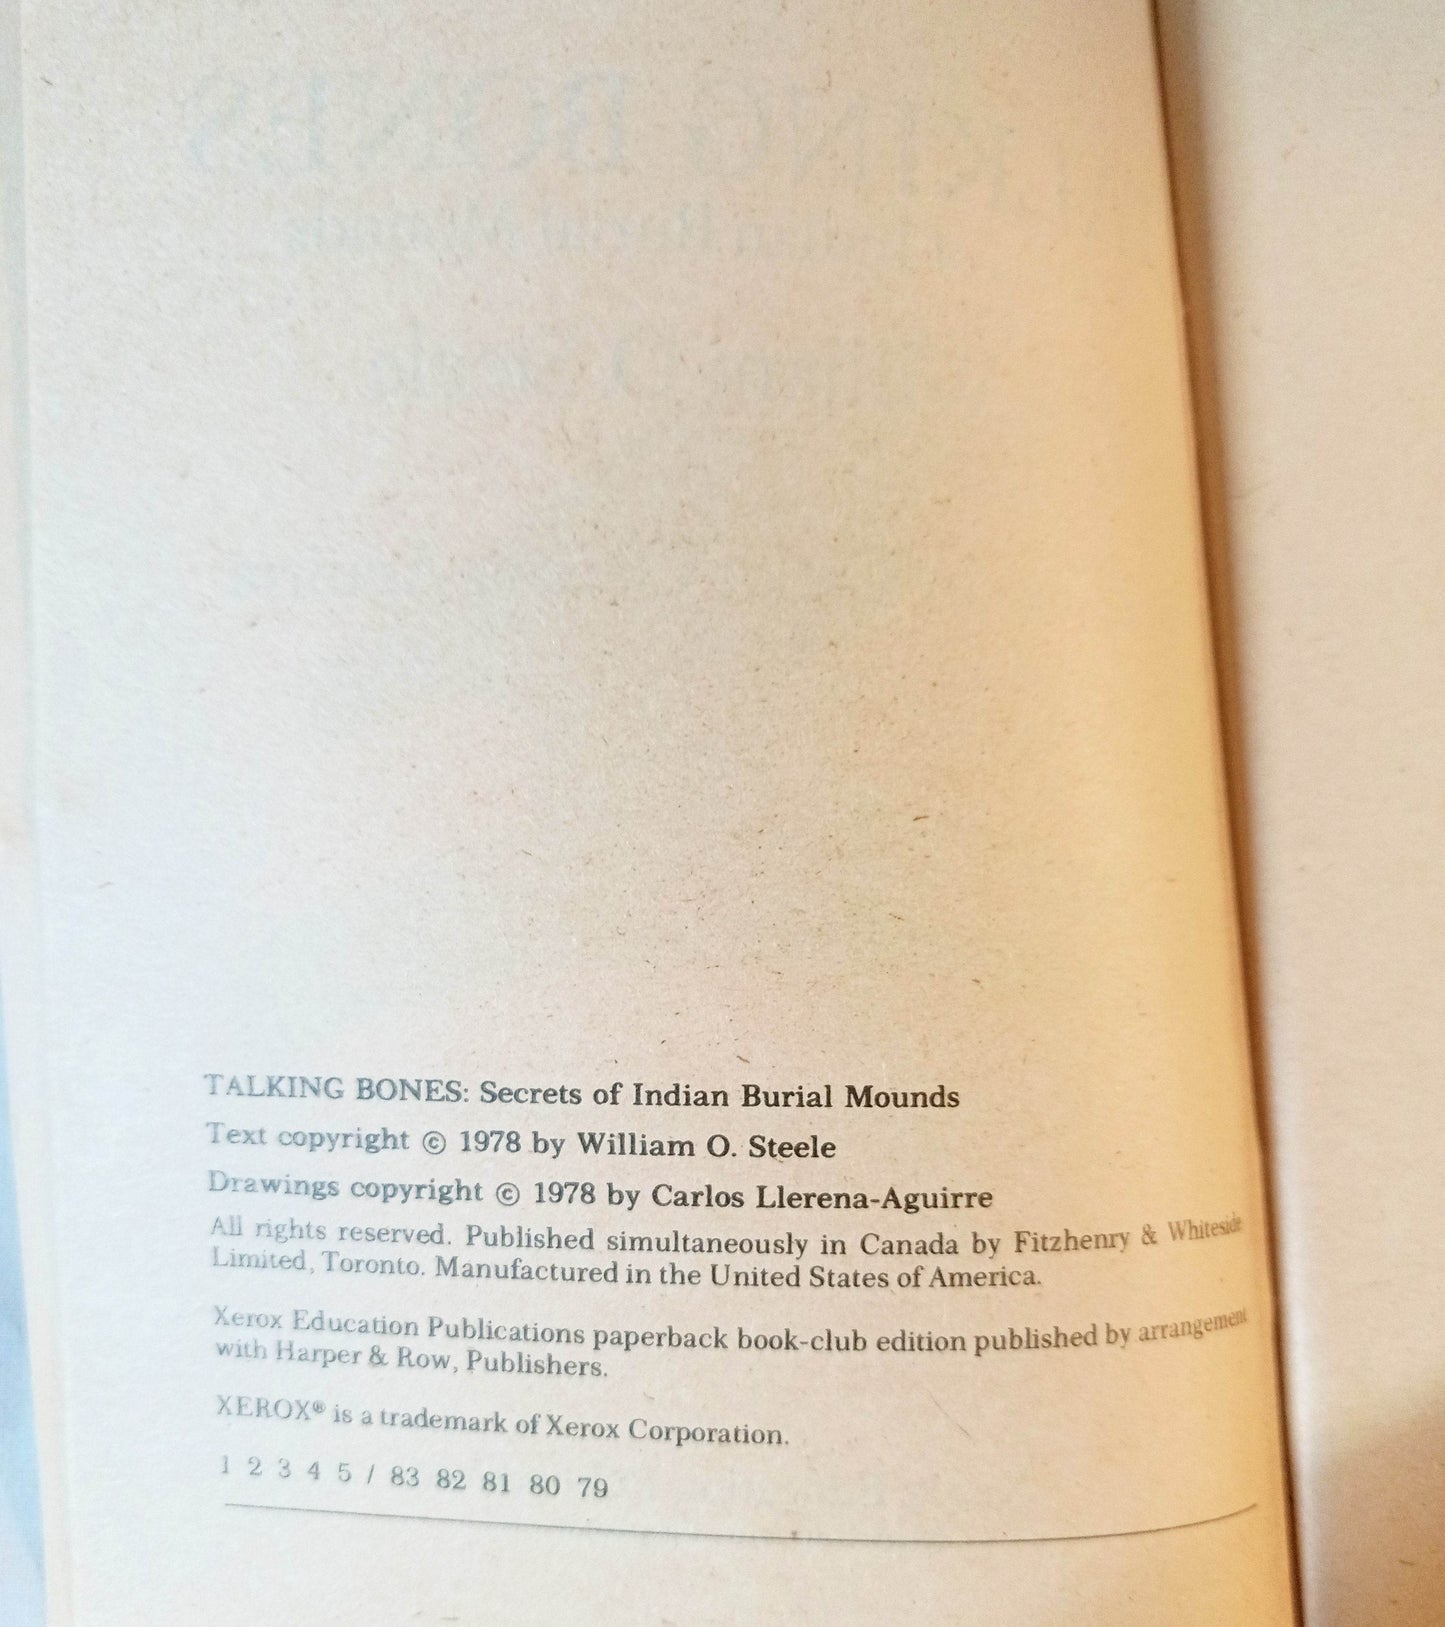 TALKING BONES: Secrets of Indian Burial Mounds
Text copyright © 1978 by William O. Steele
Drawings copyright © 1978 by Carlos Llerena-Aguirre
All rights reserved. Published simultaneously in Canada by Fitzhenry & Whiteside
Limited, Toronto. Manufactured in the United States of America.
Xerox Education Publications paperback book-club edition published by arrangement
with Harper & Row, Publishers.
XEROX® is a trademark of Xerox Corporation.
1 2 3 4 5 / 83 82 81 80 79